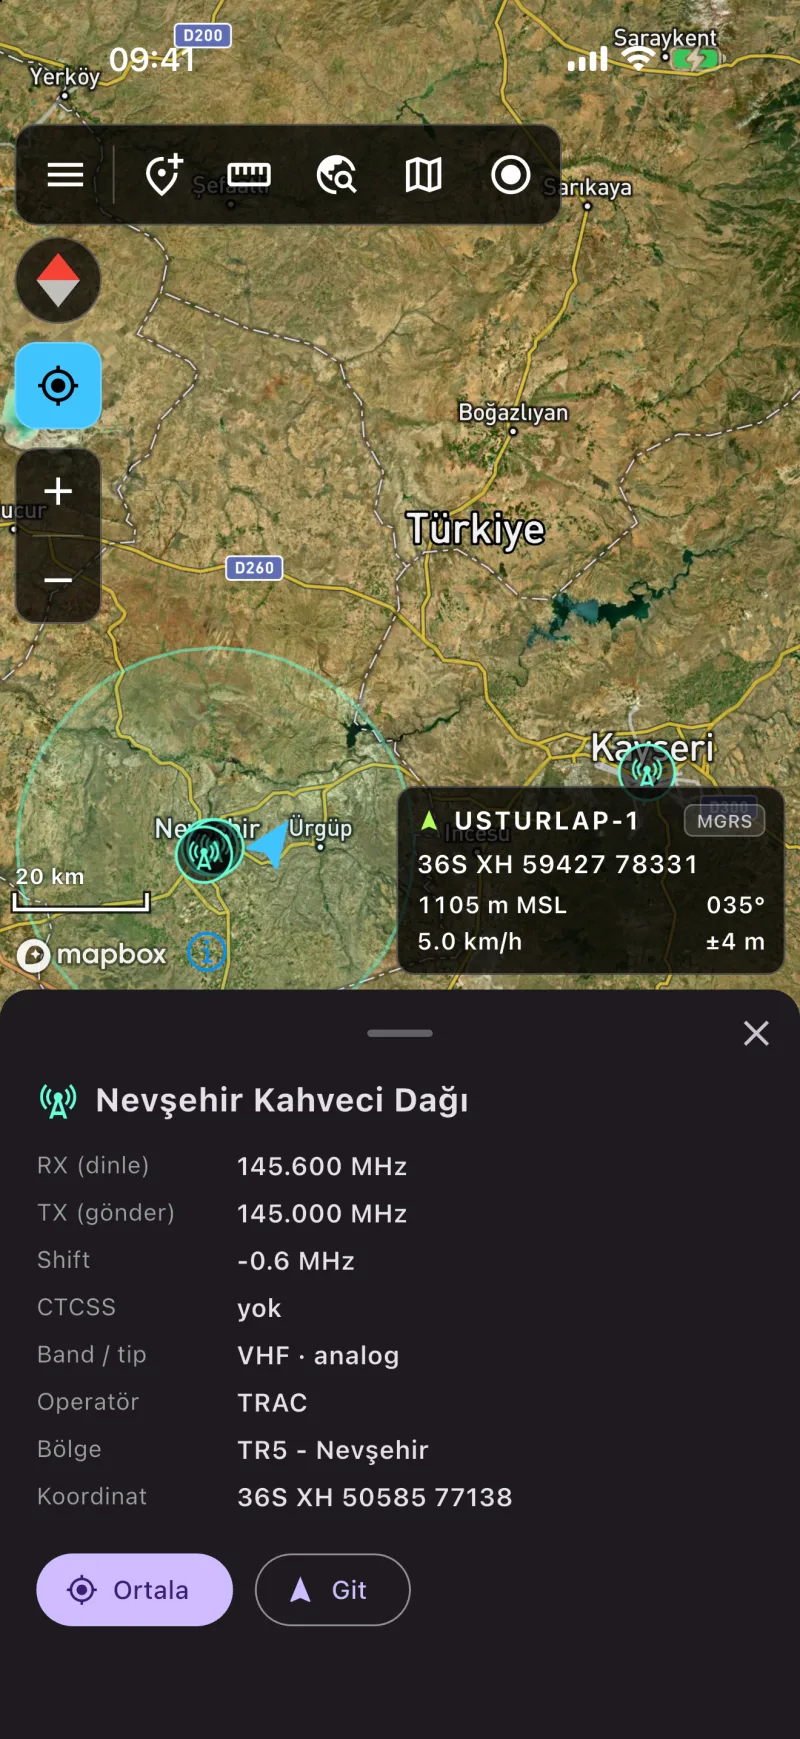 D200
Saraykent
09:41
Yerköy
Şefaatli
Sarıkaya
Boğazlıyan
ucur
Türkiye
D260
Kayseri
Nevşehir
Ürgüp
İncesu
D300
USTURLAP-1
MGRS
36S XH 59427 78331
1105 m MSL
035°
5.0 km/h
±4 m
20 km
mapbox
Nevşehir Kahveci Dağı
RX (dinle)
145.600 MHz
TX (gönder)
145.000 MHz
Shift
-0.6 MHz
CTCSS
yok
Band / tip
VHF · analog
Operatör
TRAC
Bölge
TR5 - Nevşehir
Koordinat
36S XH 50585 77138
Ortala
Git